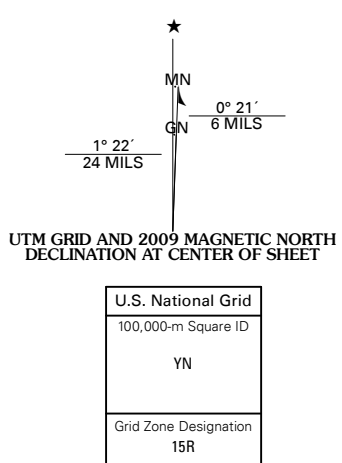 ★
MN
0° 21´
6 MILS
GN
1° 22´
24 MILS
UTM GRID AND 2009 MAGNETIC NORTH
DECLINATION AT CENTER OF SHEET
U.S. National Grid
100,000-m Square ID
YN
Grid Zone Designation
15R